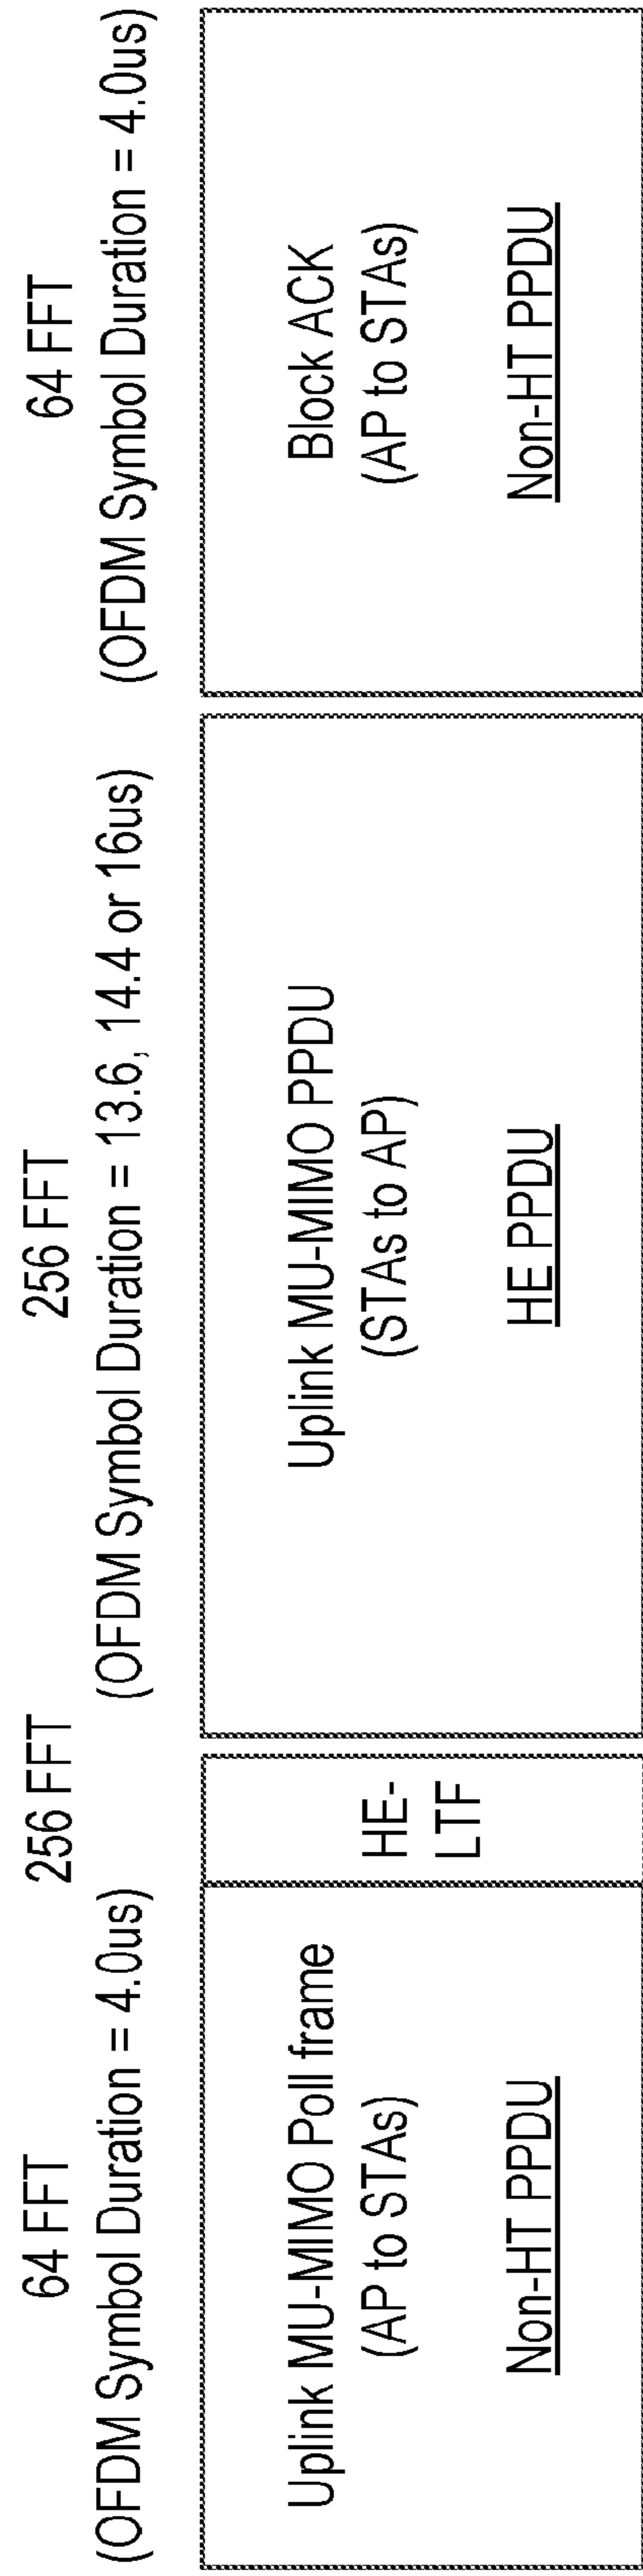 64 FFT
(OFDM Symbol Duration = 4.0us)
Uplink MU-MIMO Poll frame
(AP to STAs)
Non-HT PPDU
256 FFT
HE-
LTF
256 FFT
(OFDM Symbol Duration = 13.6, 14.4 or 16us)
Uplink MU-MIMO PPDU
(STAs to AP)
HE PPDU
64 FFT
(OFDM Symbol Duration = 4.0us)
Block ACK
(AP to STAs)
Non-HT PPDU